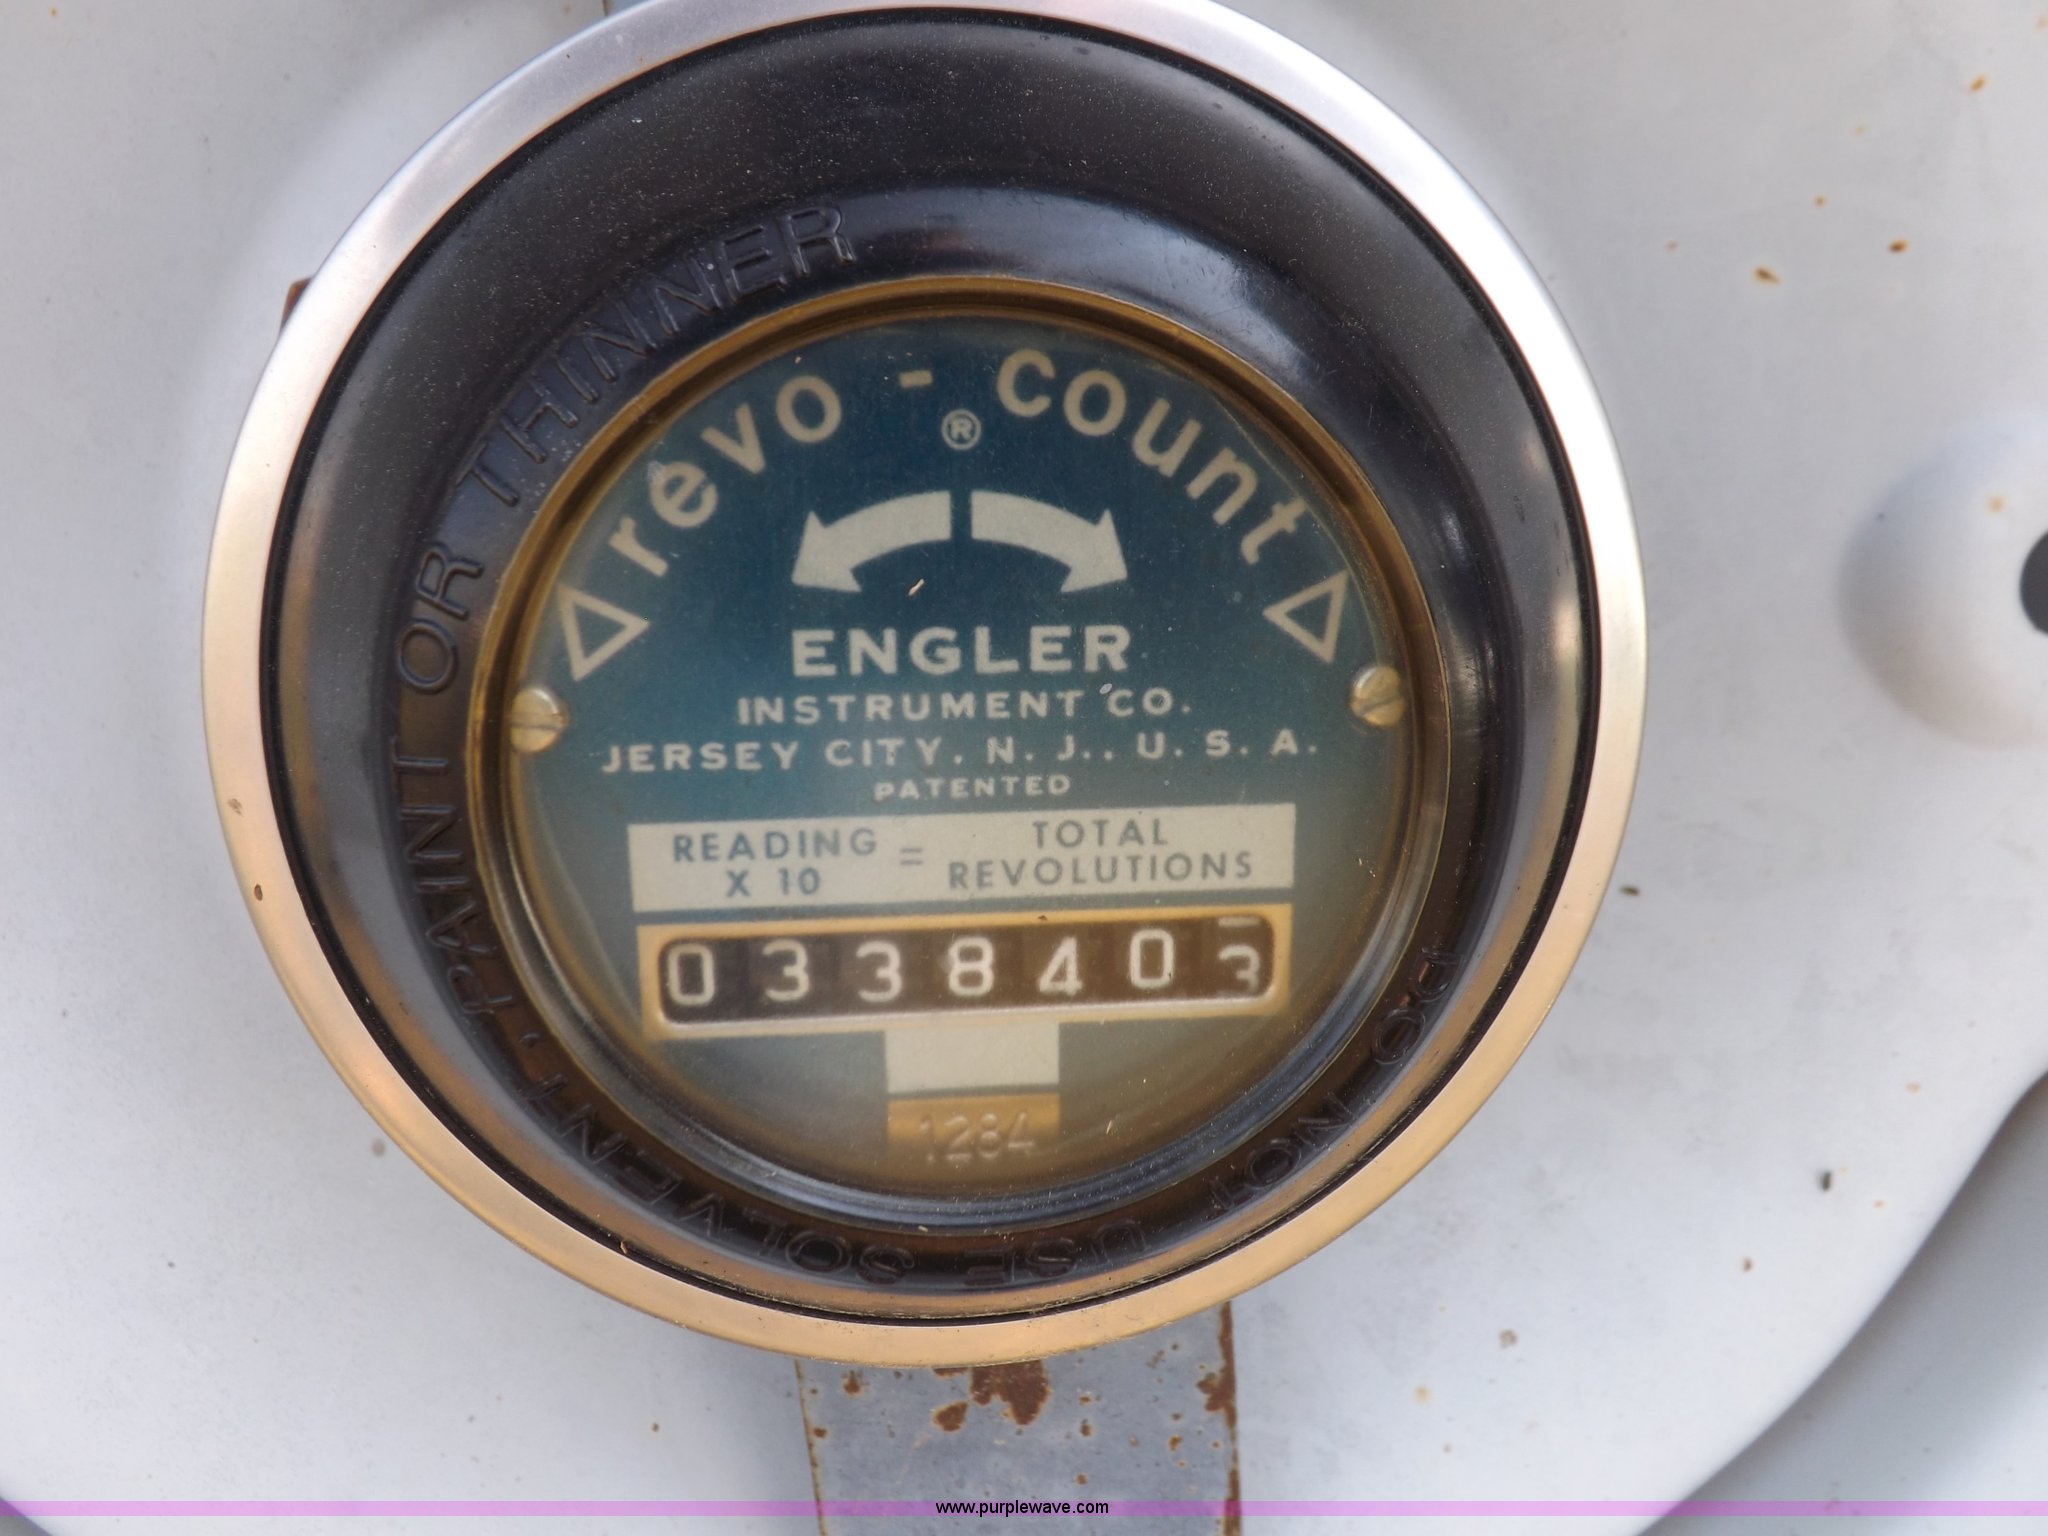 revo - count
®
ENGLER
INSTRUMENT CO.
JERSEY CITY, N. J., U. S. A.
PATENTED
READING X 10 = TOTAL REVOLUTIONS
0338403
1284
DO NOT USE SOLVENT, PAINT OR THINNER
www.purplewave.com